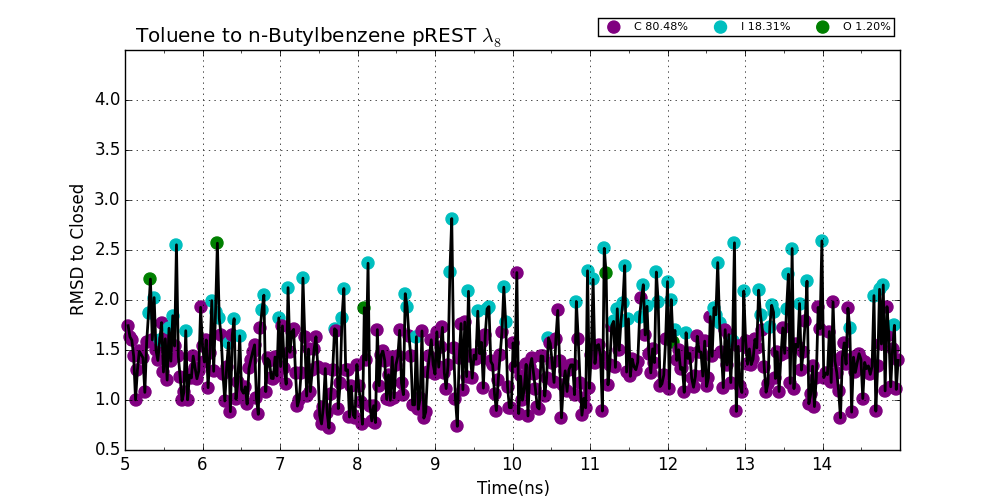 Toluene to n-Butylbenzene pREST λ8
C 80.48% I 18.31% O 1.20%
4.0
3.5
3.0
2.5
2.0
1.5
1.0
0.5
RMSD to Closed
5 6 7 8 9 10 11 12 13 14
Time(ns)